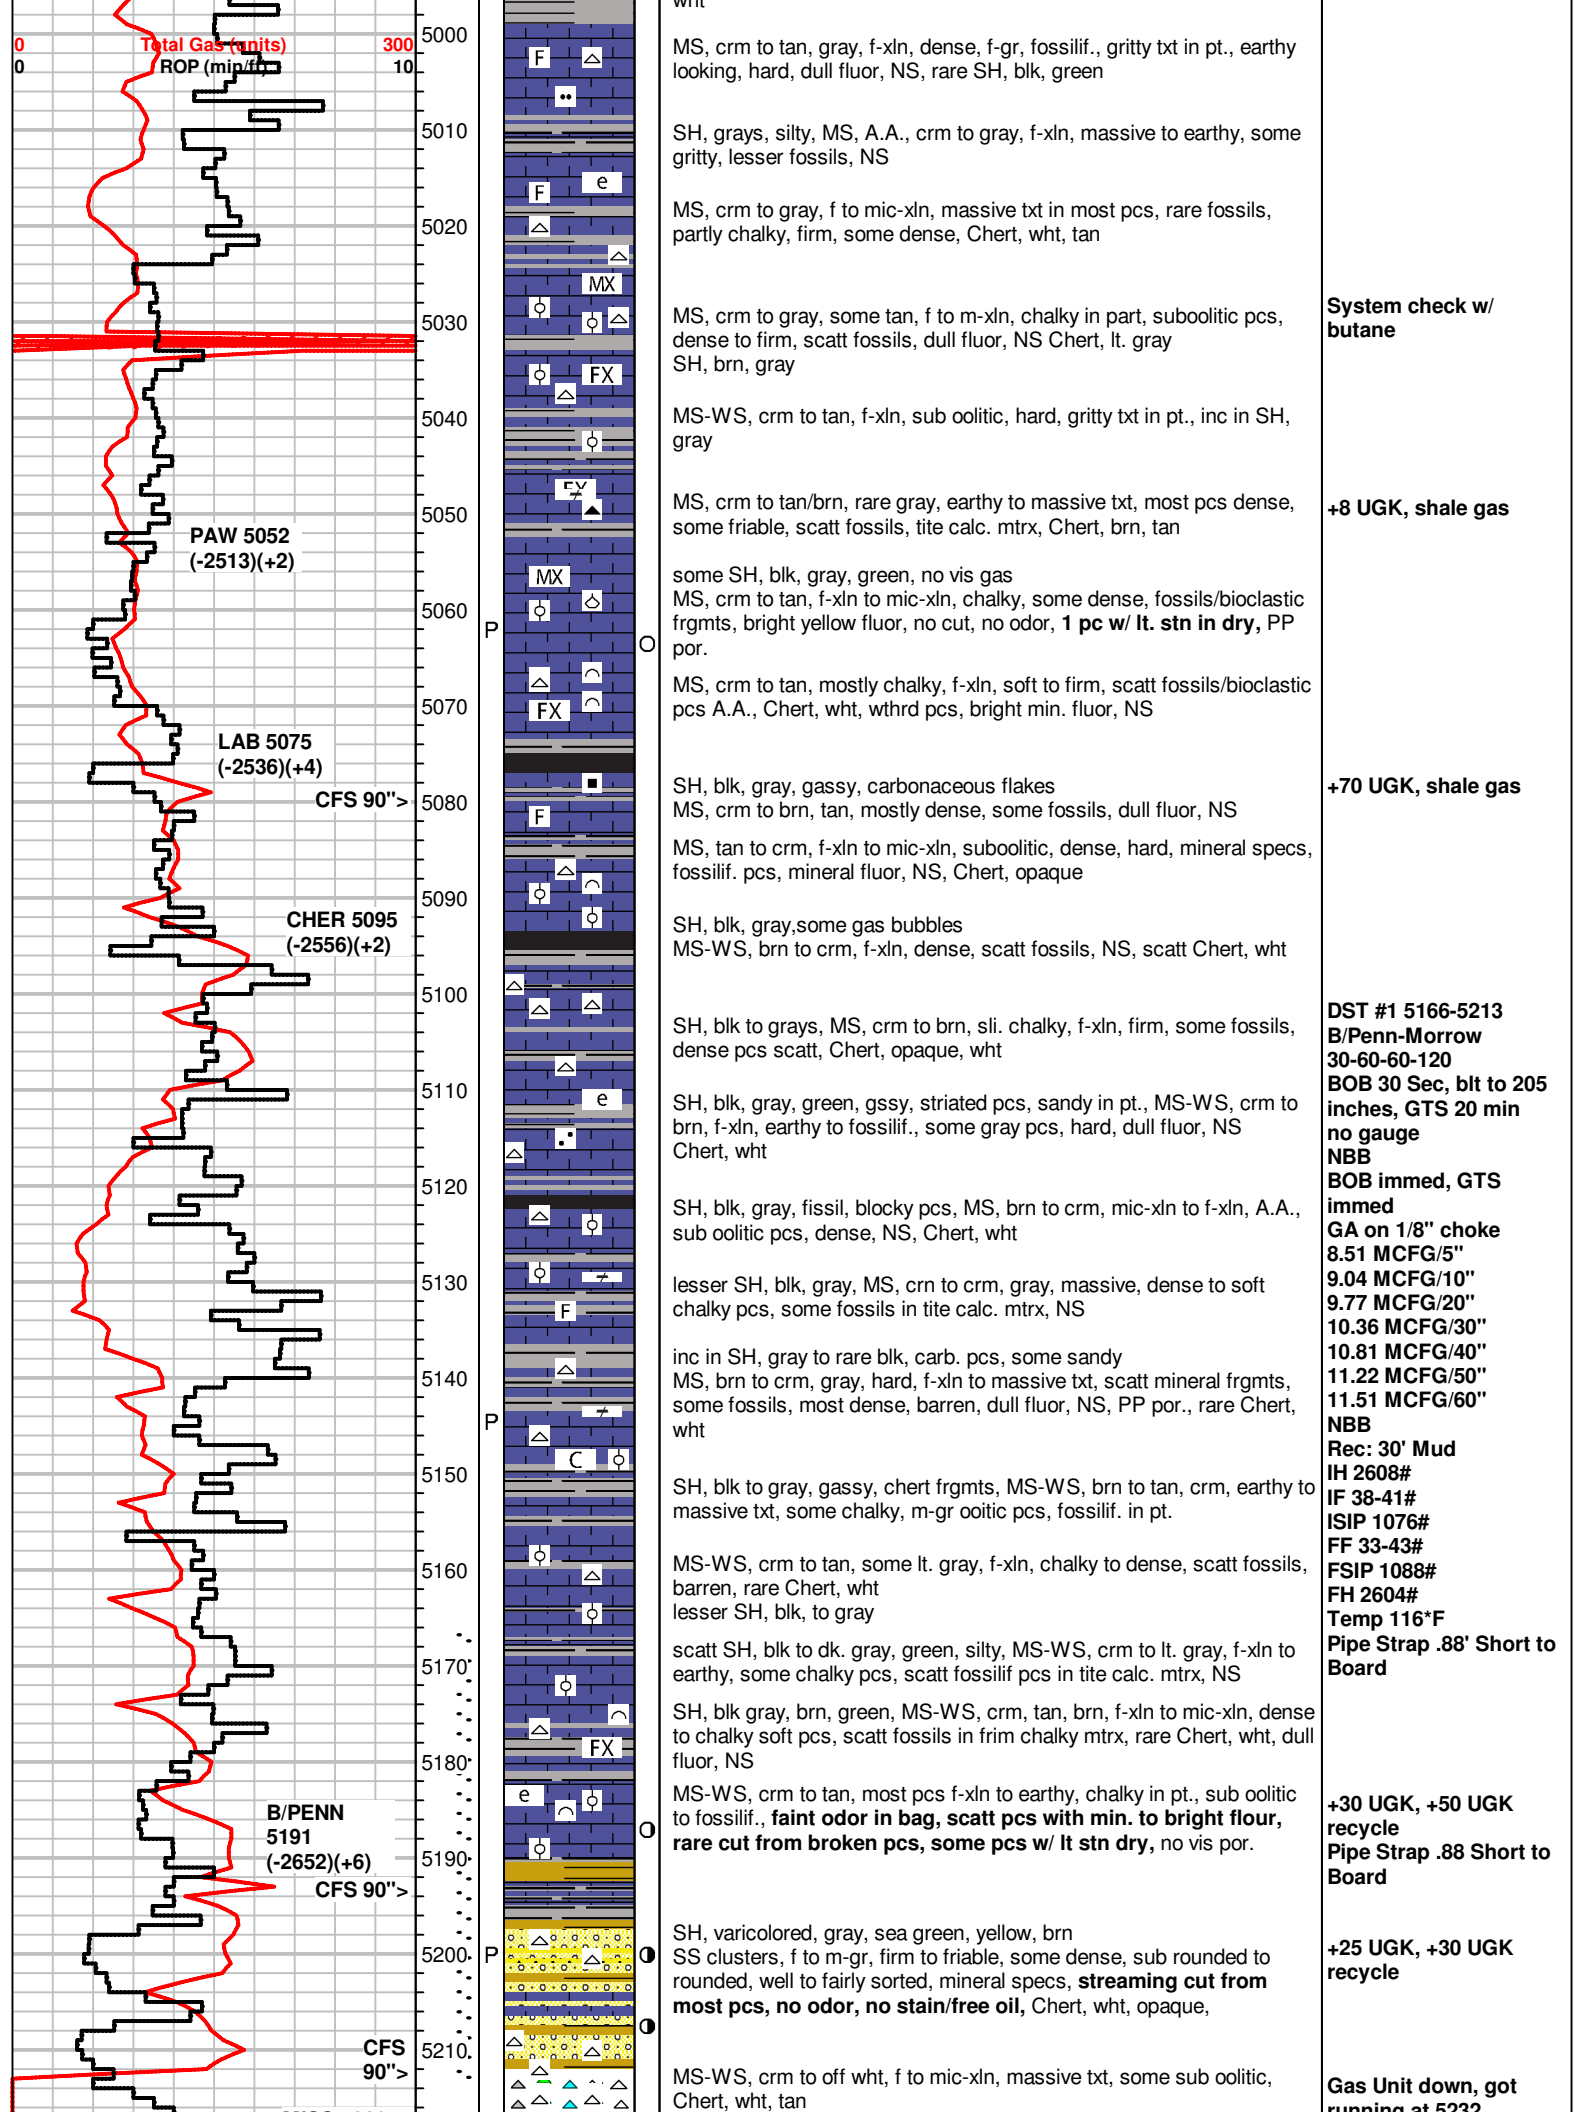 wht
5000
0 Total Gas (units) 300
0 ROP (min/ft) 10
MS, crm to tan, gray, f-xln, dense, f-gr, fossilif., gritty txt in pt., earthy
looking, hard, dull fluor, NS, rare SH, blk, green
F
5010
SH, grays, silty, MS, A.A., crm to gray, f-xln, massive to earthy, some
gritty, lesser fossils, NS
e
F
MS, crm to gray, f to mic-xln, massive txt in most pcs, rare fossils,
partly chalky, firm, some dense, Chert, wht, tan
5020
MX
System check w/
butane
MS, crm to gray, some tan, f to m-xln, chalky in part, suboolitic pcs,
dense to firm, scatt fossils, dull fluor, NS Chert, lt. gray
SH, brn, gray
5030
FX
5040
MS-WS, crm to tan, f-xln, sub oolitic, hard, gritty txt in pt., inc in SH,
gray
FX
5050
MS, crm to tan/brn, rare gray, earthy to massive txt, most pcs dense,
some friable, scatt fossils, tite calc. mtrx, Chert, brn, tan
+8 UGK, shale gas
PAW 5052
(-2513)(+2)
MX
some SH, blk, gray, green, no vis gas
MS, crm to tan, f-xln to mic-xln, chalky, some dense, fossils/bioclastic
frgmts, bright yellow fluor, no cut, no odor, 1 pc w/ lt. stn in dry, PP
por.
5060
P
MS, crm to tan, mostly chalky, f-xln, soft to firm, scatt fossils/bioclastic
pcs A.A., Chert, wht, wthrd pcs, bright min. fluor, NS
5070
FX
LAB 5075
(-2536)(+4)
CFS 90">
5080
SH, blk, gray, gassy, carbonaceous flakes
MS, crm to brn, tan, mostly dense, some fossils, dull fluor, NS
+70 UGK, shale gas
F
MS, tan to crm, f-xln to mic-xln, suboolitic, dense, hard, mineral specs,
fossilif. pcs, mineral fluor, NS, Chert, opaque
5090
CHER 5095
(-2556)(+2)
SH, blk, gray,some gas bubbles
MS-WS, brn to crm, f-xln, dense, scatt fossils, NS, scatt Chert, wht
5100
SH, blk to grays, MS, crm to brn, sli. chalky, f-xln, firm, some fossils,
dense pcs scatt, Chert, opaque, wht
5110
e
SH, blk, gray, green, gssy, striated pcs, sandy in pt., MS-WS, crm to
brn, f-xln, earthy to fossilif., some gray pcs, hard, dull fluor, NS
Chert, wht
5120
SH, blk, gray, fissil, blocky pcs, MS, brn to crm, mic-xln to f-xln, A.A.,
sub oolitic pcs, dense, NS, Chert, wht
5130
F
lesser SH, blk, gray, MS, crn to crm, gray, massive, dense to soft
chalky pcs, some fossils in tite calc. mtrx, NS
5140
inc in SH, gray to rare blk, carb. pcs, some sandy
MS, brn to crm, gray, hard, f-xln to massive txt, scatt mineral frgmts,
some fossils, most dense, barren, dull fluor, NS, PP por., rare Chert,
wht
P
C
5150
SH, blk to gray, gassy, chert frgmts, MS-WS, brn to tan, crm, earthy to
massive txt, some chalky, m-gr ooitic pcs, fossilif. in pt.
5160
MS-WS, crm to tan, some lt. gray, f-xln, chalky to dense, scatt fossils,
barren, rare Chert, wht
lesser SH, blk, to gray
DST #1 5166-5213
B/Penn-Morrow
30-60-60-120
BOB 30 Sec, blt to 205
inches, GTS 20 min
no gauge
NBB
BOB immed, GTS
immed
GA on 1/8" choke
8.51 MCFG/5"
9.04 MCFG/10"
9.77 MCFG/20"
10.36 MCFG/30"
10.81 MCFG/40"
11.22 MCFG/50"
11.51 MCFG/60"
NBB
Rec: 30' Mud
IH 2608#
IF 38-41#
ISIP 1076#
FF 33-43#
FSIP 1088#
FH 2604#
Temp 116*F
Pipe Strap .88' Short to
Board
5170
scatt SH, blk to dk. gray, green, silty, MS-WS, crm to lt. gray, f-xln to
earthy, some chalky pcs, scatt fossilif pcs in tite calc. mtrx, NS
SH, blk gray, brn, green, MS-WS, crm, tan, brn, f-xln to mic-xln, dense
to chalky soft pcs, scatt fossils in frim chalky mtrx, rare Chert, wht, dull
fluor, NS
FX
5180
e
MS-WS, crm to tan, most pcs f-xln to earthy, chalky in pt., sub oolitic
to fossilif., faint odor in bag, scatt pcs with min. to bright flour,
rare cut from broken pcs, some pcs w/ lt stn dry, no vis por.
+30 UGK, +50 UGK
recycle
Pipe Strap .88 Short to
Board
B/PENN
5191
(-2652)(+6)
5190
CFS 90">
SH, varicolored, gray, sea green, yellow, brn
SS clusters, f to m-gr, firm to friable, some dense, sub rounded to
rounded, well to fairly sorted, mineral specs, streaming cut from
most pcs, no odor, no stain/free oil, Chert, wht, opaque,
5200
P
+25 UGK, +30 UGK
recycle
CFS
90">
5210
MS-WS, crm to off wht, f to mic-xln, massive txt, some sub oolitic,
Chert, wht, tan
Gas Unit down, got
running at 5232